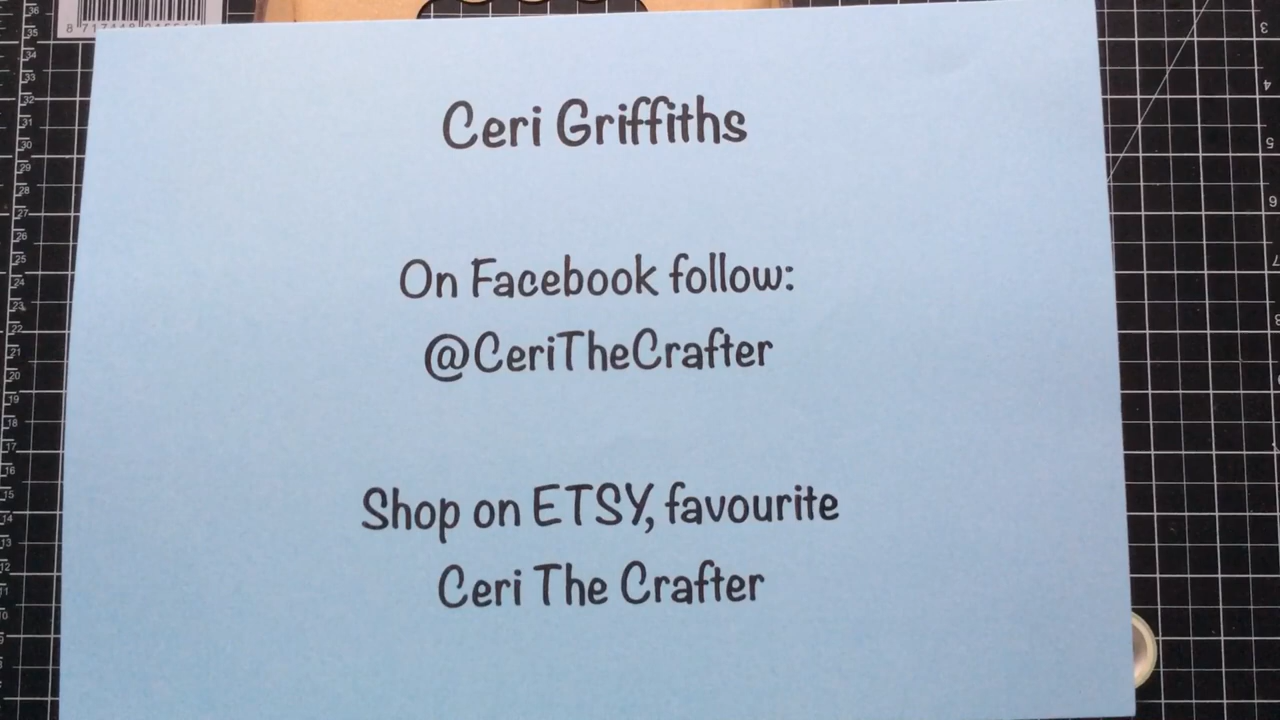 Ceri Griffiths
On Facebook follow:
@CeriTheCrafter
Shop on ETSY, favourite
Ceri The Crafter